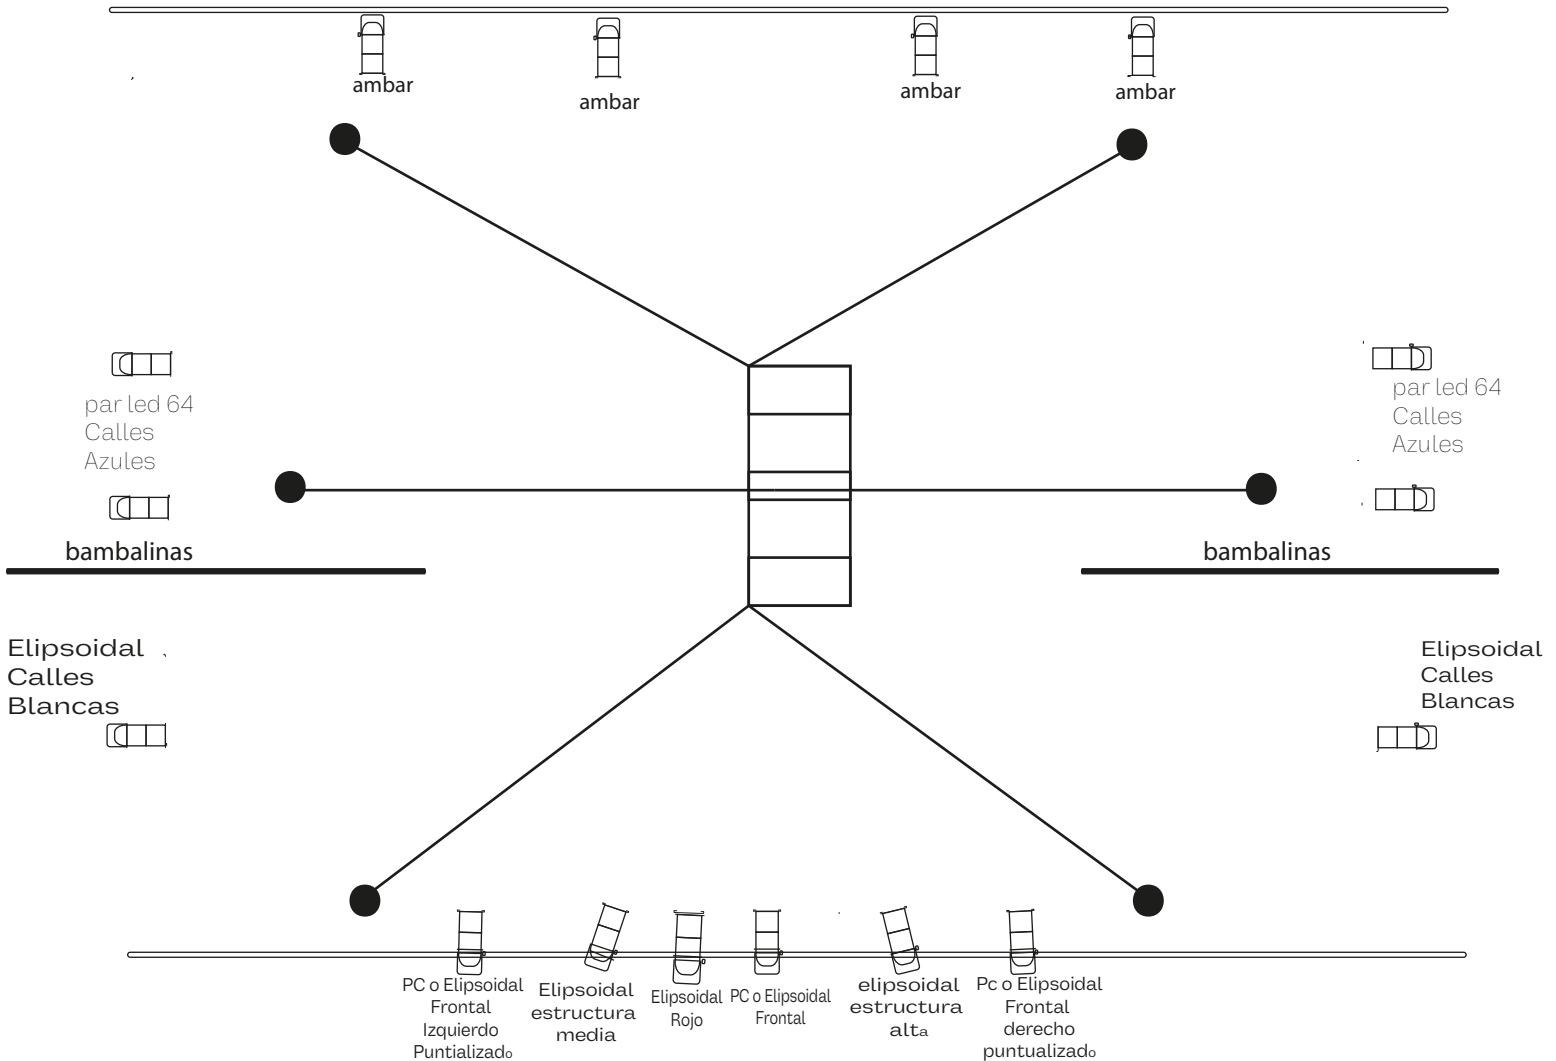 ambar
ambar
ambar
ambar
par led 64
Calles
Azules
par led 64
Calles
Azules
bambalinas
bambalinas
Elipsoidal
Calles
Blancas
Elipsoidal
Calles
Blancas
PC o Elipsoidal
Frontal
Izquierdo
Puntializado
Elipsoidal
estructura
media
Elipsoidal
Rojo
PC o Elipsoidal
Frontal
elipsoidal
estructura
alta
Pc o Elipsoidal
Frontal
derecho
puntualizado